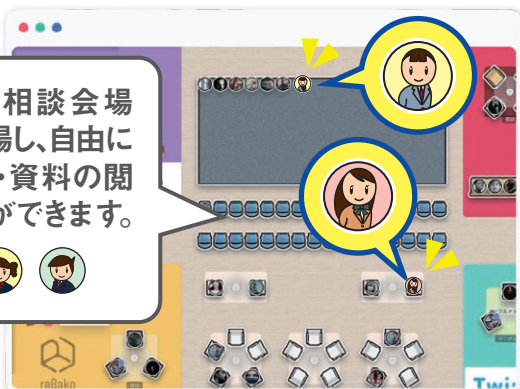 相談会場
場し、自由に
・資料の閲
ができます。
reBako
Twi